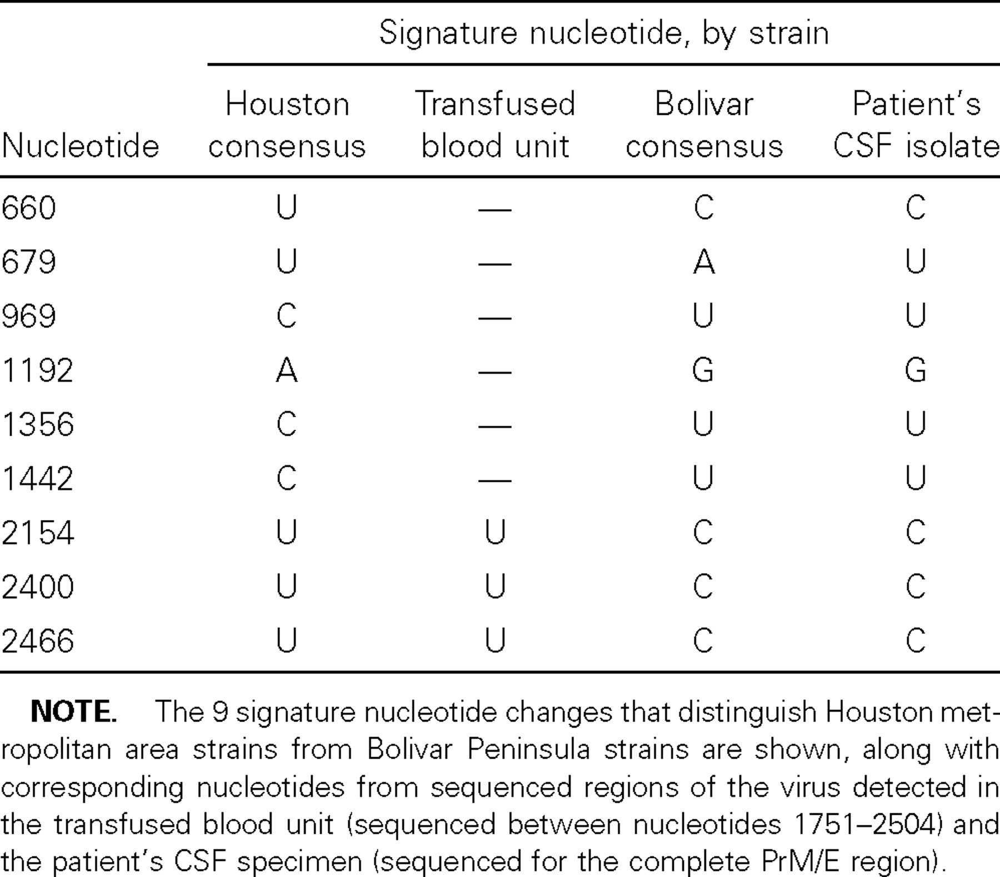 Signature nucleotide, by strain
Houston Transfused Bolivar Patient's
Nucleotide consensus blood unit consensus CSF isolate
660 U — C C
679 U — A U
969 C — U U
1192 A — G G
1356 C — U U
1442 C — U U
2154 U U C C
2400 U U C C
2466 U U C C
NOTE. The 9 signature nucleotide changes that distinguish Houston met-
ropolitan area strains from Bolivar Peninsula strains are shown, along with
corresponding nucleotides from sequenced regions of the virus detected in
the transfused blood unit (sequenced between nucleotides 1751–2504) and
the patient's CSF specimen (sequenced for the complete PrM/E region).